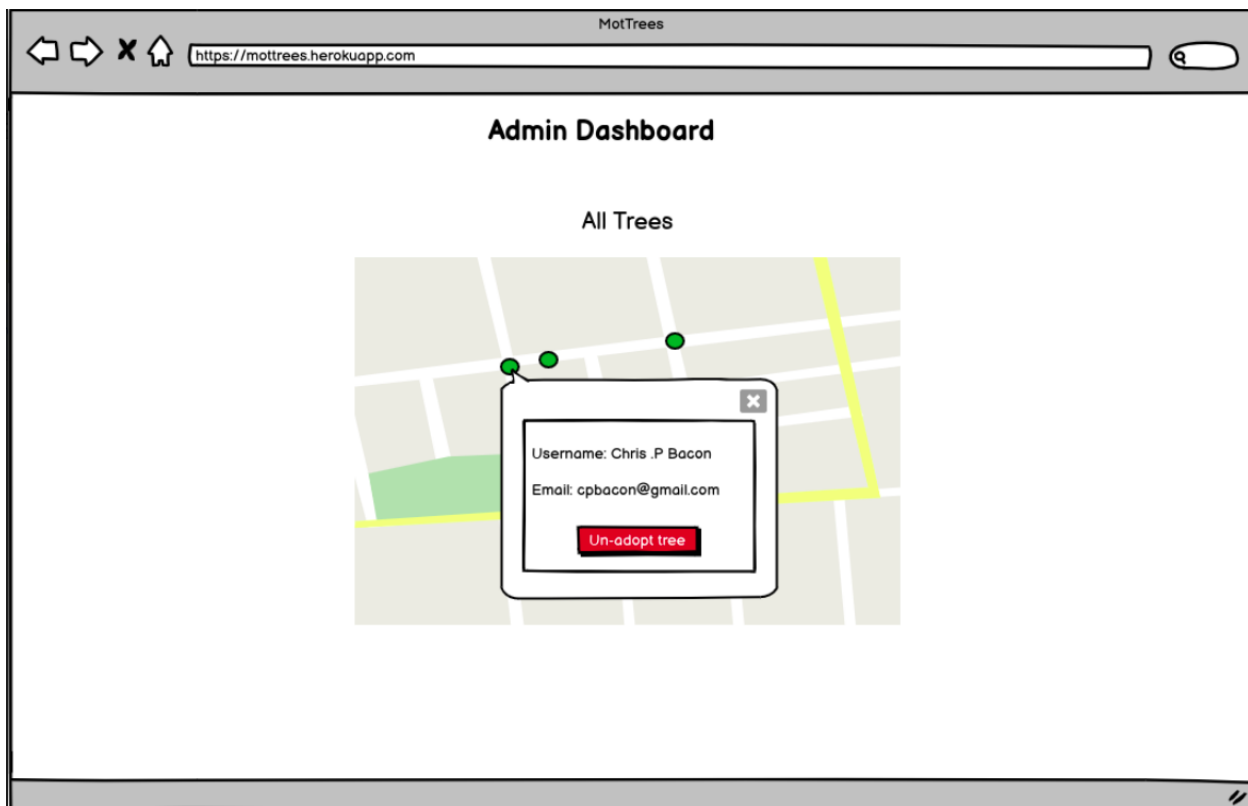 MotTrees
https://mottrees.herokuapp.com
Admin Dashboard
All Trees
Username: Chris .P Bacon
Email: cpbacon@gmail.com
Un-adopt tree